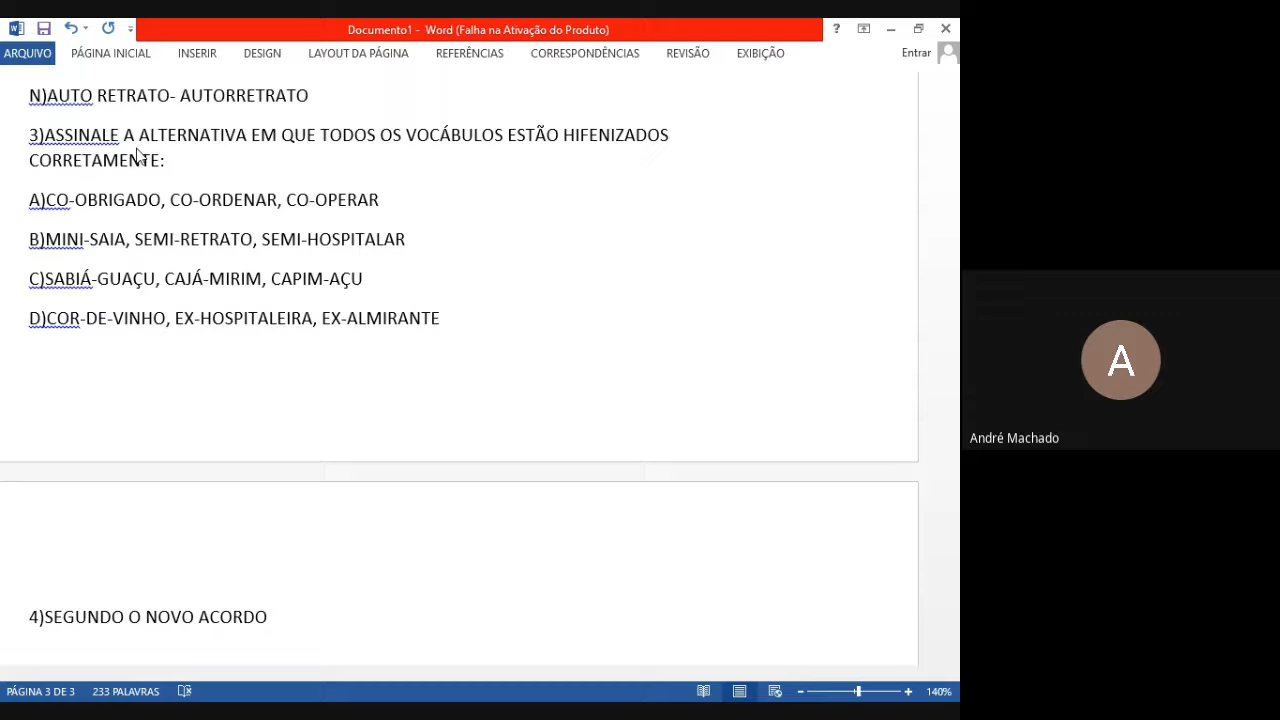 Documento1 - Word (Falha na Ativação do Produto)
?
ARQUIVO PÁGINA INICIAL INSERIR DESIGN LAYOUT DA PÁGINA REFERÊNCIAS CORRESPONDÊNCIAS REVISÃO EXIBIÇÃO Entrar
N)AUTO RETRATO- AUTORRETRATO
3)ASSINALE A ALTERNATIVA EM QUE TODOS OS VOCÁBULOS ESTÃO HIFENIZADOS
CORRETAMENTE:
A)CO-OBRIGADO, CO-ORDENAR, CO-OPERAR
B)MINI-SAIA, SEMI-RETRATO, SEMI-HOSPITALAR
C)SABIÁ-GUAÇU, CAJÁ-MIRIM, CAPIM-AÇU
D)COR-DE-VINHO, EX-HOSPITALEIRA, EX-ALMIRANTE
A
André Machado
4)SEGUNDO O NOVO ACORDO
PÁGINA 3 DE 3 233 PALAVRAS 140%